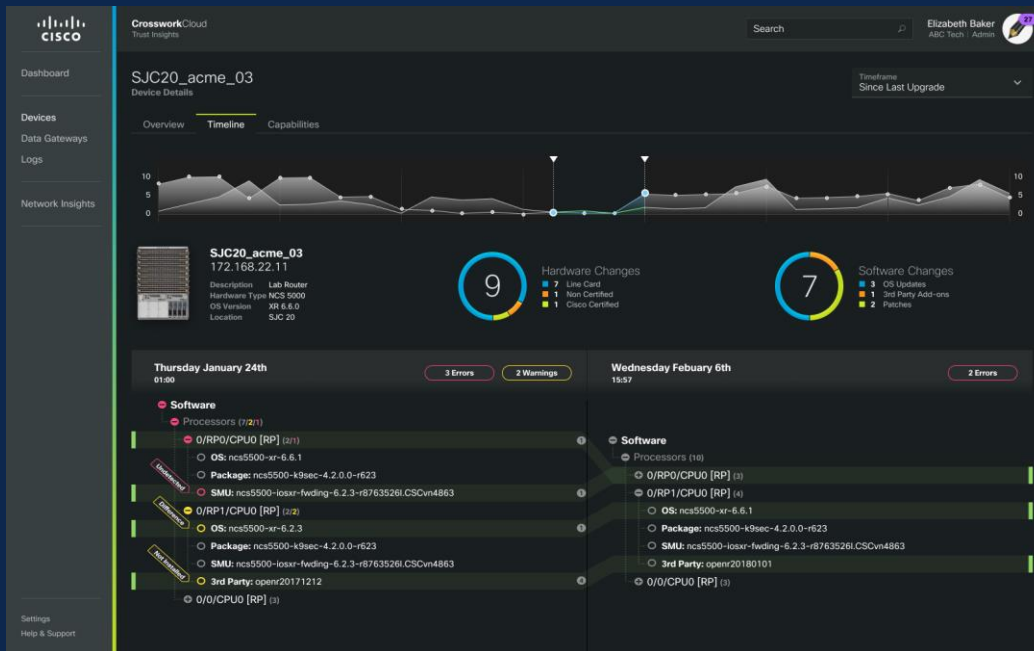 CISCO
CrossworkCloud
Trust Insights
Search
Elizabeth Baker
ABC Tech | Admin
27
Dashboard
Devices
Data Gateways
Logs
Network Insights
Settings
Help & Support
SJC20_acme_03
Device Details
Timeframe
Since Last Upgrade
Overview Timeline Capabilities
10 10
5 5
0 0
SJC20_acme_03
172.168.22.11
Description Lab Router
Hardware Type NCS 5000
OS Version XR 6.6.0
Location SJC 20
9
Hardware Changes
7 Line Card
1 Non Certified
1 Cisco Certified
7
Software Changes
3 OS Updates
1 3rd Party Add-ons
2 Patches
Thursday January 24th
01:00
3 Errors
2 Warnings
Software
Processors (7/2/1)
0/RP0/CPU0 [RP] (2/1) 1
OS: ncs5500-xr-6.6.1
Package: ncs5500-k9sec-4.2.0.0-r623
Undetected
SMU: ncs5500-iosxr-fwding-6.2.3-r8763526I.CSCvn4863
0/RP1/CPU0 [RP] (2/2)
Difference
OS: ncs5500-xr-6.2.3 1
Package: ncs5500-k9sec-4.2.0.0-r623
SMU: ncs5500-iosxr-fwding-6.2.3-r8763526I.CSCvn4863
Not Installed
3rd Party: openr20171212
0/0/CPU0 [RP] (3)
Wednesday Febuary 6th
15:57
2 Errors
Software
Processors (10)
0/RP0/CPU0 [RP] (3)
0/RP1/CPU0 [RP] (4)
OS: ncs5500-xr-6.6.1
Package: ncs5500-k9sec-4.2.0.0-r623
SMU: ncs5500-iosxr-fwding-6.2.3-r8763526I.CSCvn4863
3rd Party: openr20180101
0/0/CPU0 [RP] (3)